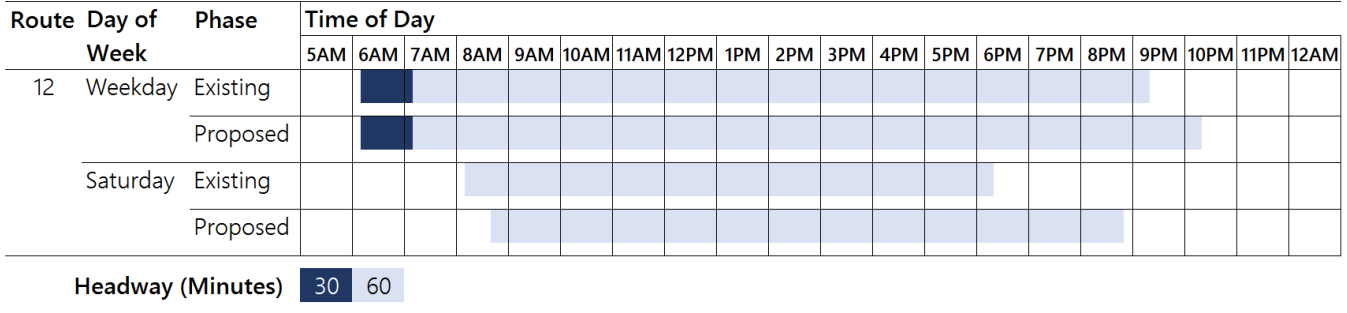 Route Day of Week Phase Time of Day
5AM 6AM 7AM 8AM 9AM 10AM 11AM 12PM 1PM 2PM 3PM 4PM 5PM 6PM 7PM 8PM 9PM 10PM 11PM 12AM
12 Weekday Existing
Proposed
Saturday Existing
Proposed
Headway (Minutes) 30 60